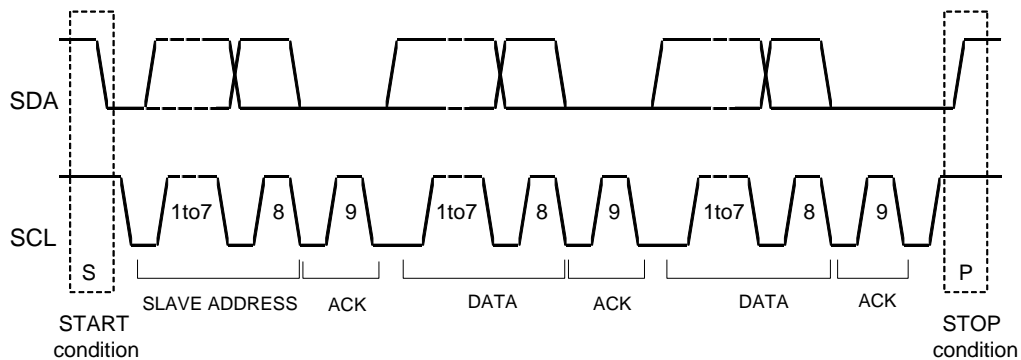 SDA
1to7 8 9 1to7 8 9 1to7 8 9
SCL
S P
SLAVE ADDRESS ACK DATA ACK DATA ACK
START
condition
STOP
condition